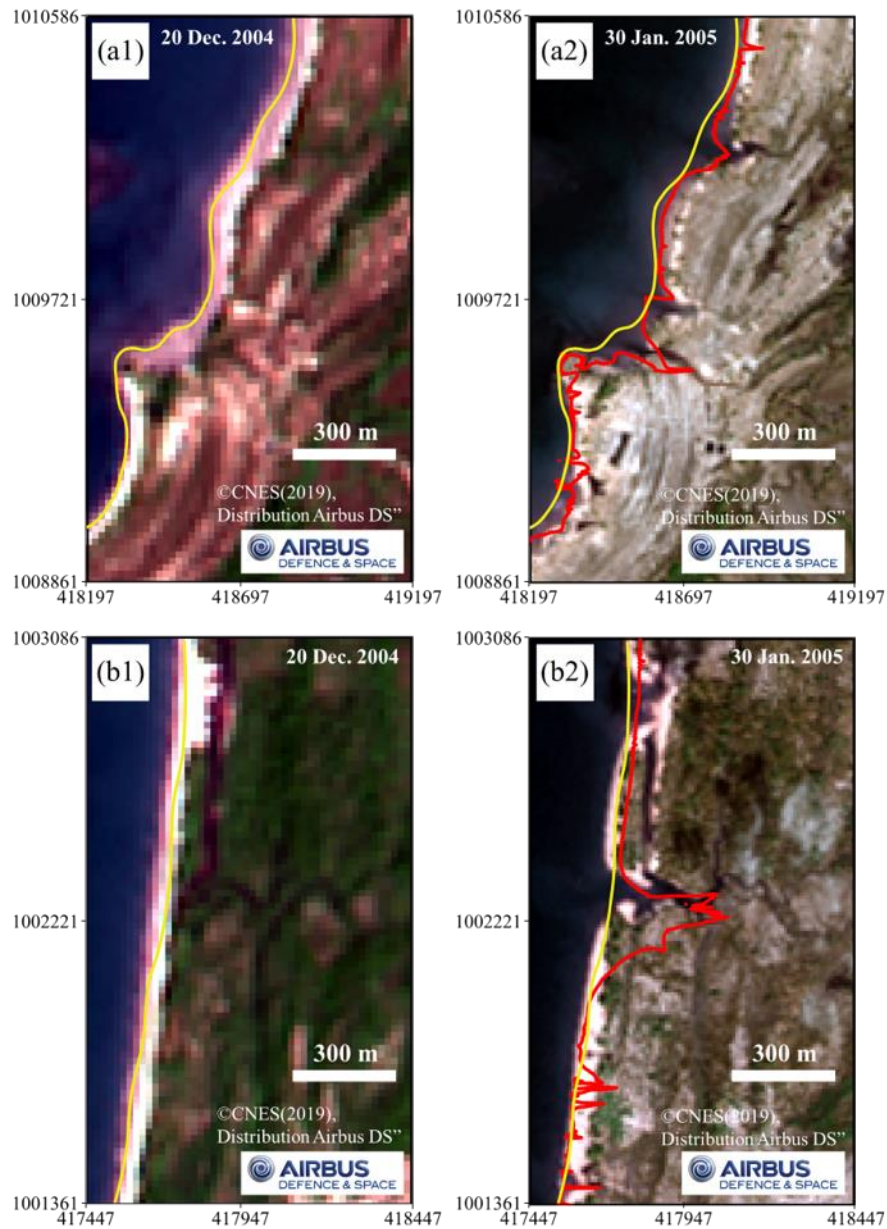 1010586
(a1)
20 Dec. 2004
(a2)
30 Jan. 2005
1009721
1009721
300 m
300 m
©CNES(2019),
Distribution Airbus DS”
©CNES(2019),
Distribution Airbus DS”
AIRBUS
DEFENCE & SPACE
AIRBUS
DEFENCE & SPACE
1008861
1008861
418197
418697
419197
418197
418697
419197
1010586
1003086
(b1)
20 Dec. 2004
1003086
(b2)
30 Jan. 2005
1002221
1002221
300 m
300 m
©CNES(2019),
Distribution Airbus DS”
©CNES(2019),
Distribution Airbus DS”
AIRBUS
DEFENCE & SPACE
AIRBUS
DEFENCE & SPACE
1001361
1001361
417447
417947
418447
417447
417947
418447